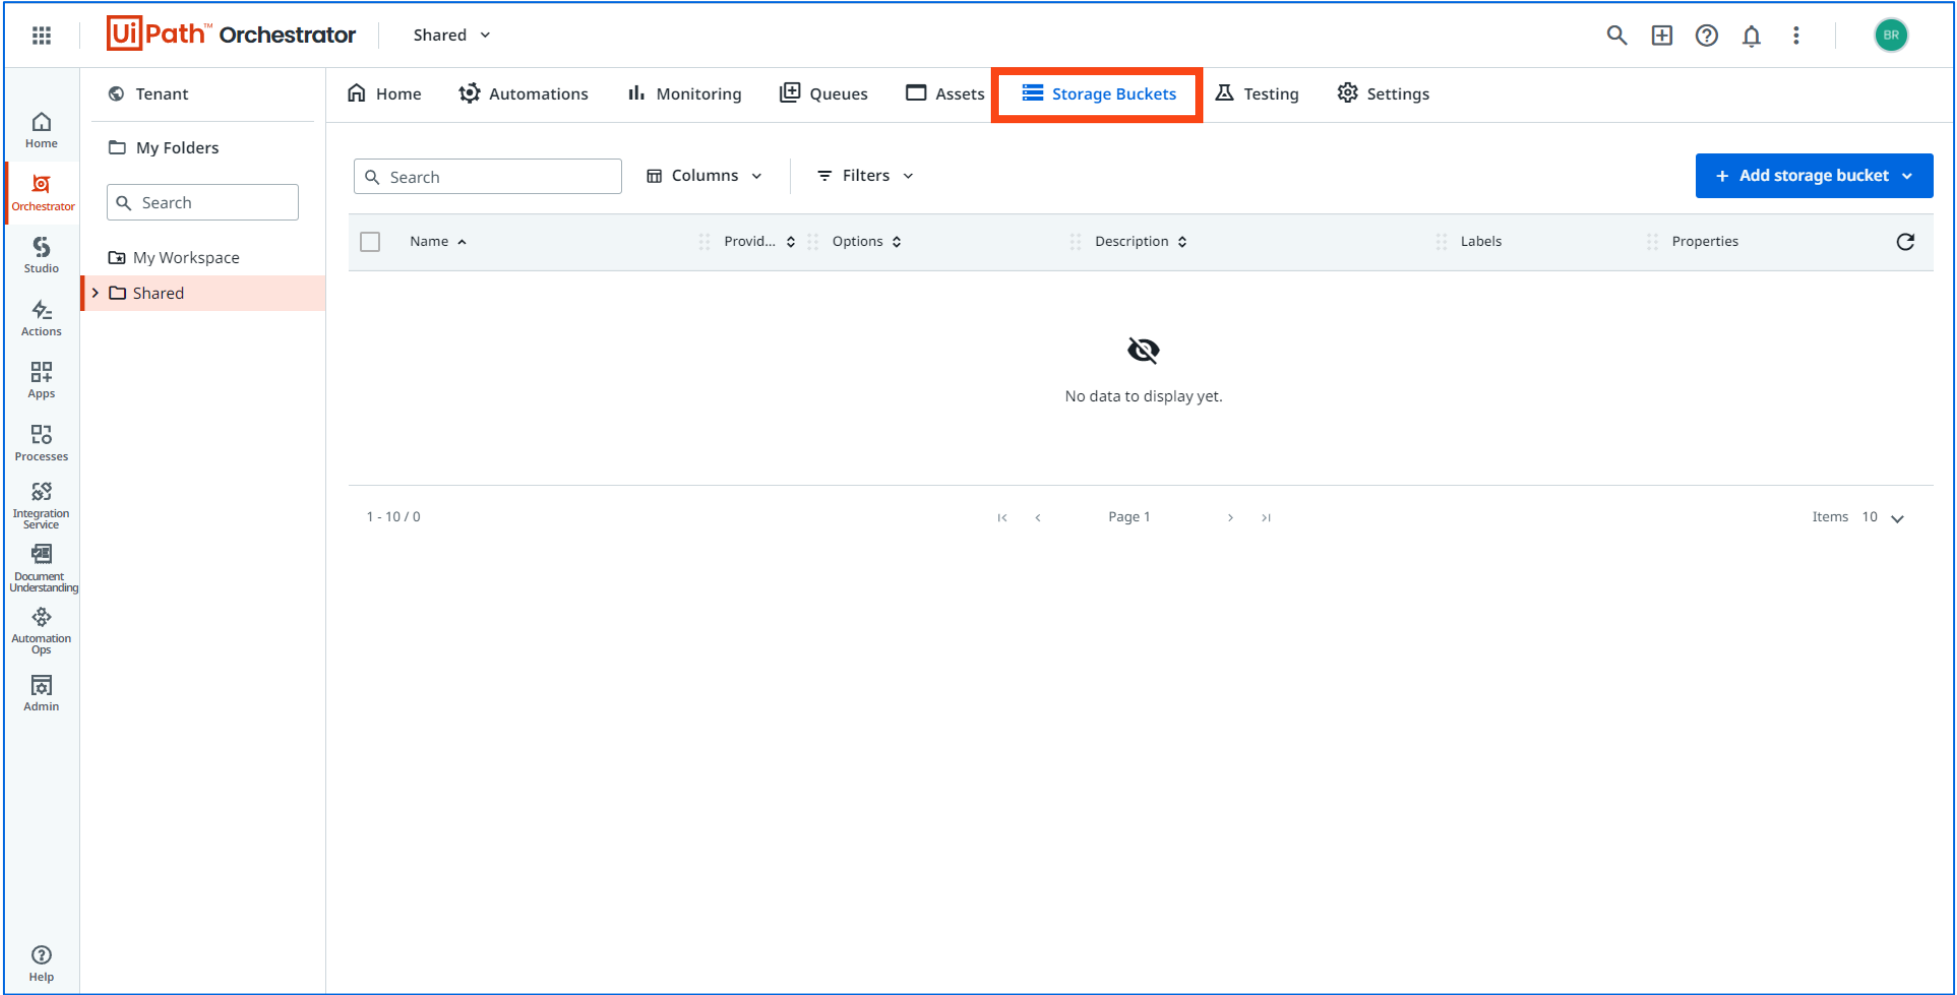 UiPath™ Orchestrator
Shared
BR
Home
Orchestrator
Studio
Actions
Apps
Processes
Integration
Service
Document
Understanding
Automation
Ops
Admin
Help
Tenant
My Folders
Search
My Workspace
Shared
Home Automations Monitoring Queues Assets Storage Buckets Testing Settings
Search Columns Filters + Add storage bucket
Name Provid... Options Description Labels Properties
No data to display yet.
1 - 10 / 0 Page 1 Items 10